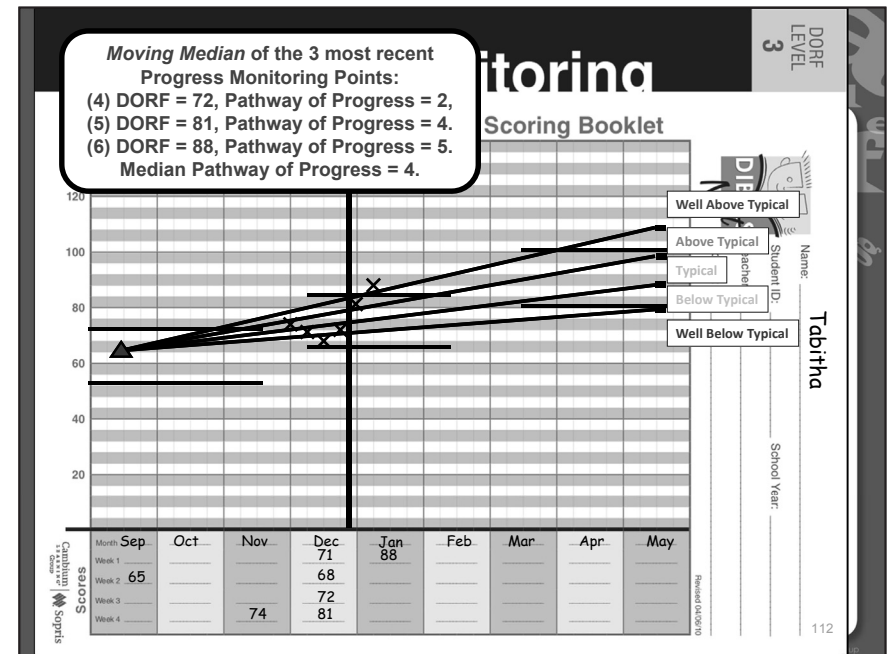 Moving Median of the 3 most recent
Progress Monitoring Points:
(4) DORF = 72, Pathway of Progress = 2,
(5) DORF = 81, Pathway of Progress = 4.
(6) DORF = 88, Pathway of Progress = 5.
Median Pathway of Progress = 4.
itoring
DORF
LEVEL
3
Scoring Booklet
120
100
80
60
40
20
Well Above Typical
Above Typical
Typical
Below Typical
Well Below Typical
Name:
Tabitha
Student ID:
School Year:
Month Sep Oct Nov Dec Jan Feb Mar Apr May
Week 1 71 88
Week 2 65 68
Week 3 72
Week 4 74 81
Scores
Cambium
LEARNING
Group
Sopris
Revised 04/06/10
112